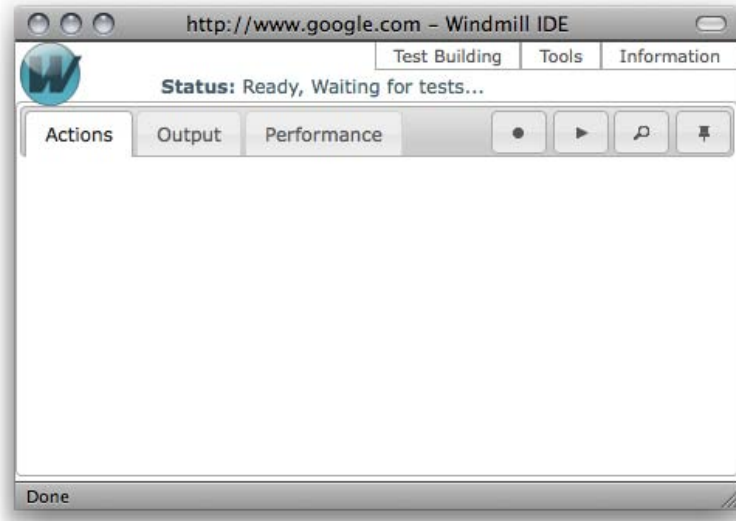 http://www.google.com – Windmill IDE
Test Building Tools Information
W
Status: Ready, Waiting for tests...
Actions Output Performance
Done